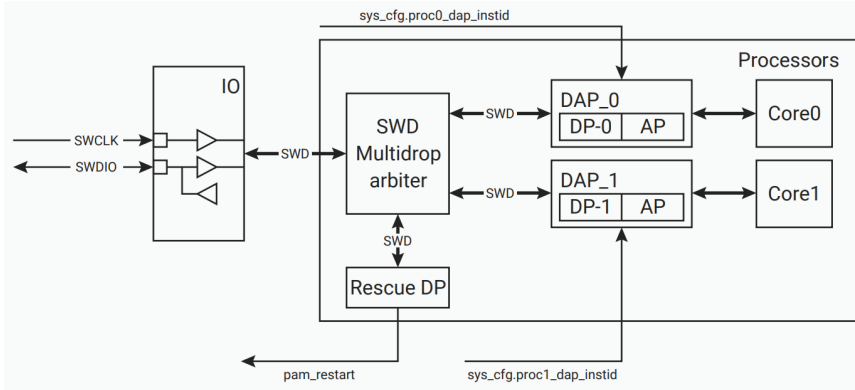 sys_cfg.proc0_dap_instid
Processors
IO
SWCLK
SWDIO
SWD
SWD
Multidrop
arbiter
SWD
DAP_0
DP-0
AP
Core0
SWD
DAP_1
DP-1
AP
Core1
SWD
Rescue DP
pam_restart
sys_cfg.proc1_dap_instid